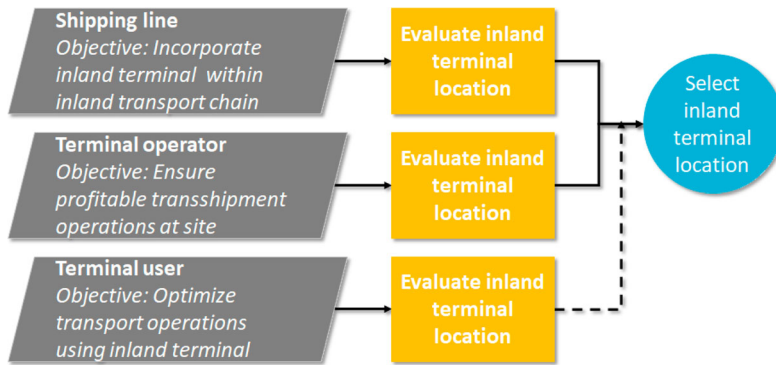 Shipping line
Objective: Incorporate
inland terminal within
inland transport chain
Evaluate inland
terminal
location
Terminal operator
Objective: Ensure
profitable transshipment
operations at site
Evaluate inland
terminal
location
Terminal user
Objective: Optimize
transport operations
using inland terminal
Evaluate inland
terminal
location
Select
inland
terminal
location